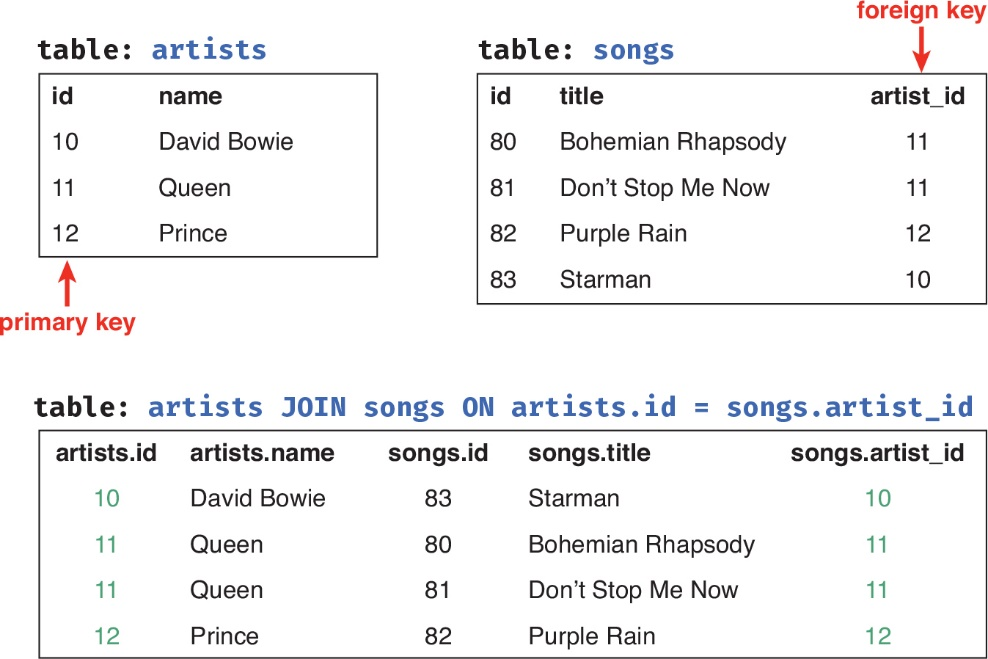 foreign key
table: artists
id name
10 David Bowie
11 Queen
12 Prince
primary key
table: songs
id title artist_id
80 Bohemian Rhapsody 11
81 Don’t Stop Me Now 11
82 Purple Rain 12
83 Starman 10
table: artists JOIN songs ON artists.id = songs.artist_id
artists.id artists.name songs.id songs.title songs.artist_id
10 David Bowie 83 Starman 10
11 Queen 80 Bohemian Rhapsody 11
11 Queen 81 Don’t Stop Me Now 11
12 Prince 82 Purple Rain 12